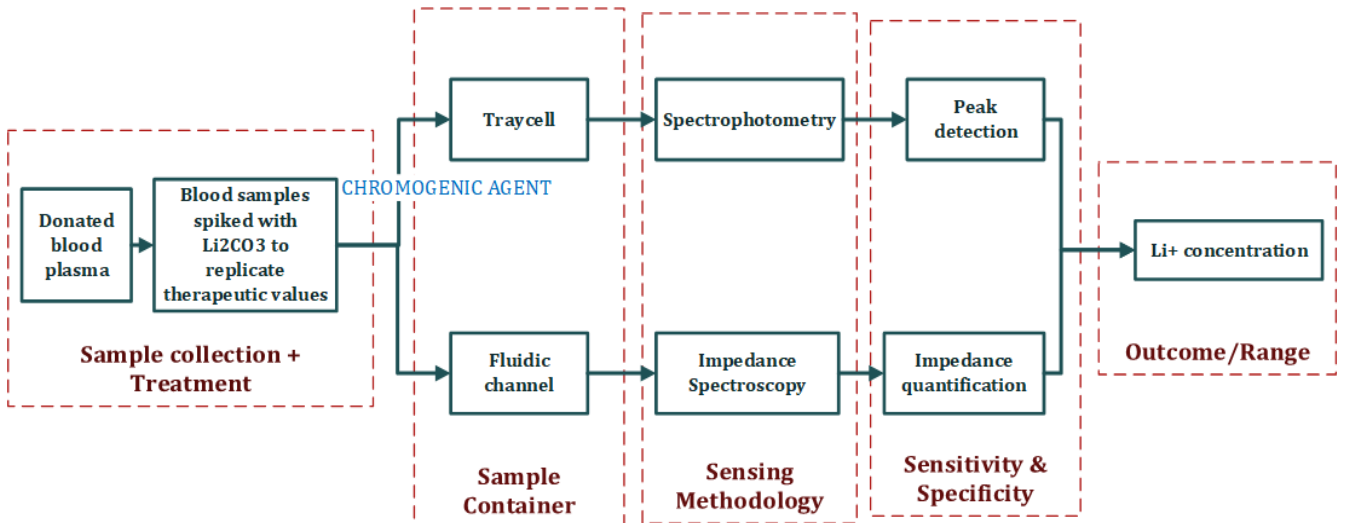 Donated
blood
plasma
Blood samples
spiked with
Li2CO3 to
replicate
therapeutic values
Sample collection +
Treatment
CHROMOGENIC AGENT
Traycell
Fluidic
channel
Sample
Container
Spectrophotometry
Impedance
Spectroscopy
Sensing
Methodology
Peak
detection
Impedance
quantification
Sensitivity &
Specificity
Li+ concentration
Outcome/Range